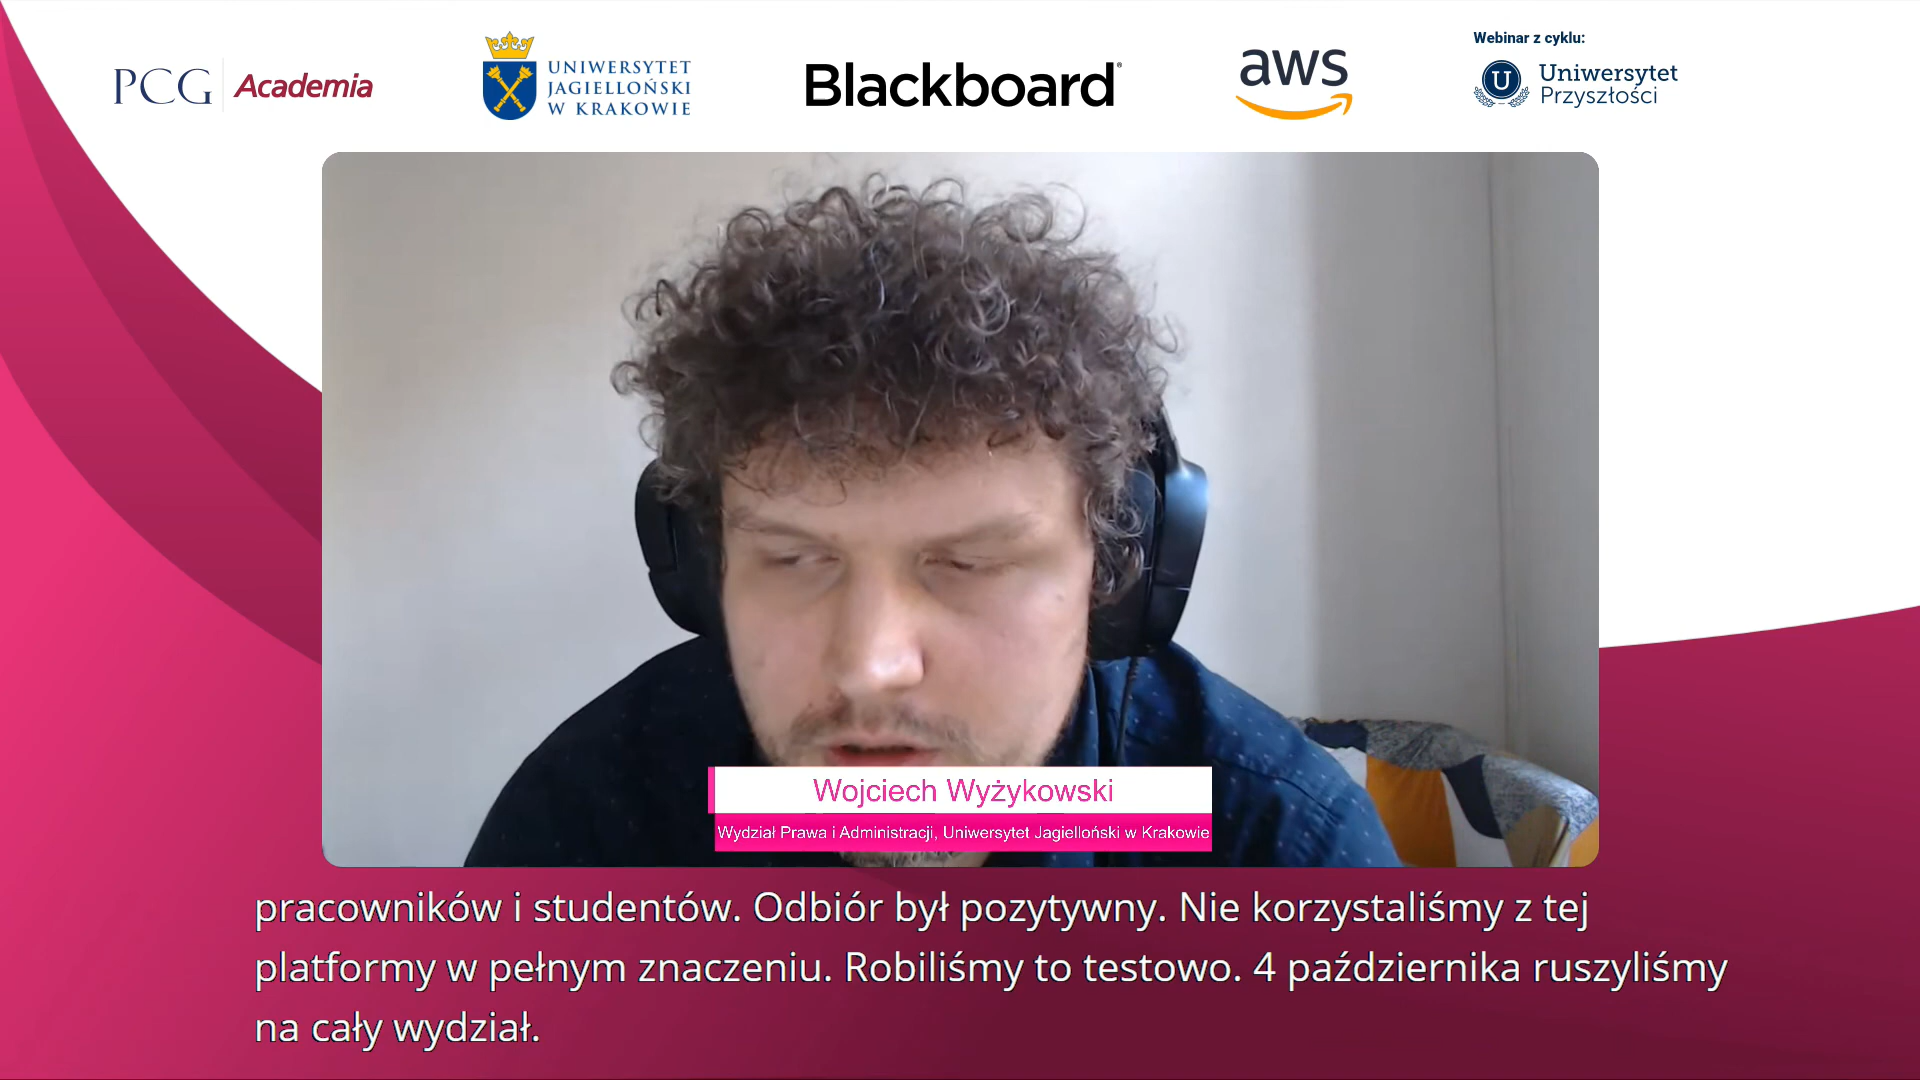 Webinar z cyklu:
PCG Academia
UNIWERSYTET
JAGIELLOŃSKI
W KRAKOWIE
Blackboard
aws
U
Uniwersytet
Przyszłości
Wojciech Wyżykowski
Wydział Prawa i Administracji, Uniwersytet Jagielloński w Krakowie
pracowników i studentów. Odbiór był pozytywny. Nie korzystaliśmy z tej
platformy w pełnym znaczeniu. Robiliśmy to testowo. 4 października ruszyliśmy
na cały wydział.